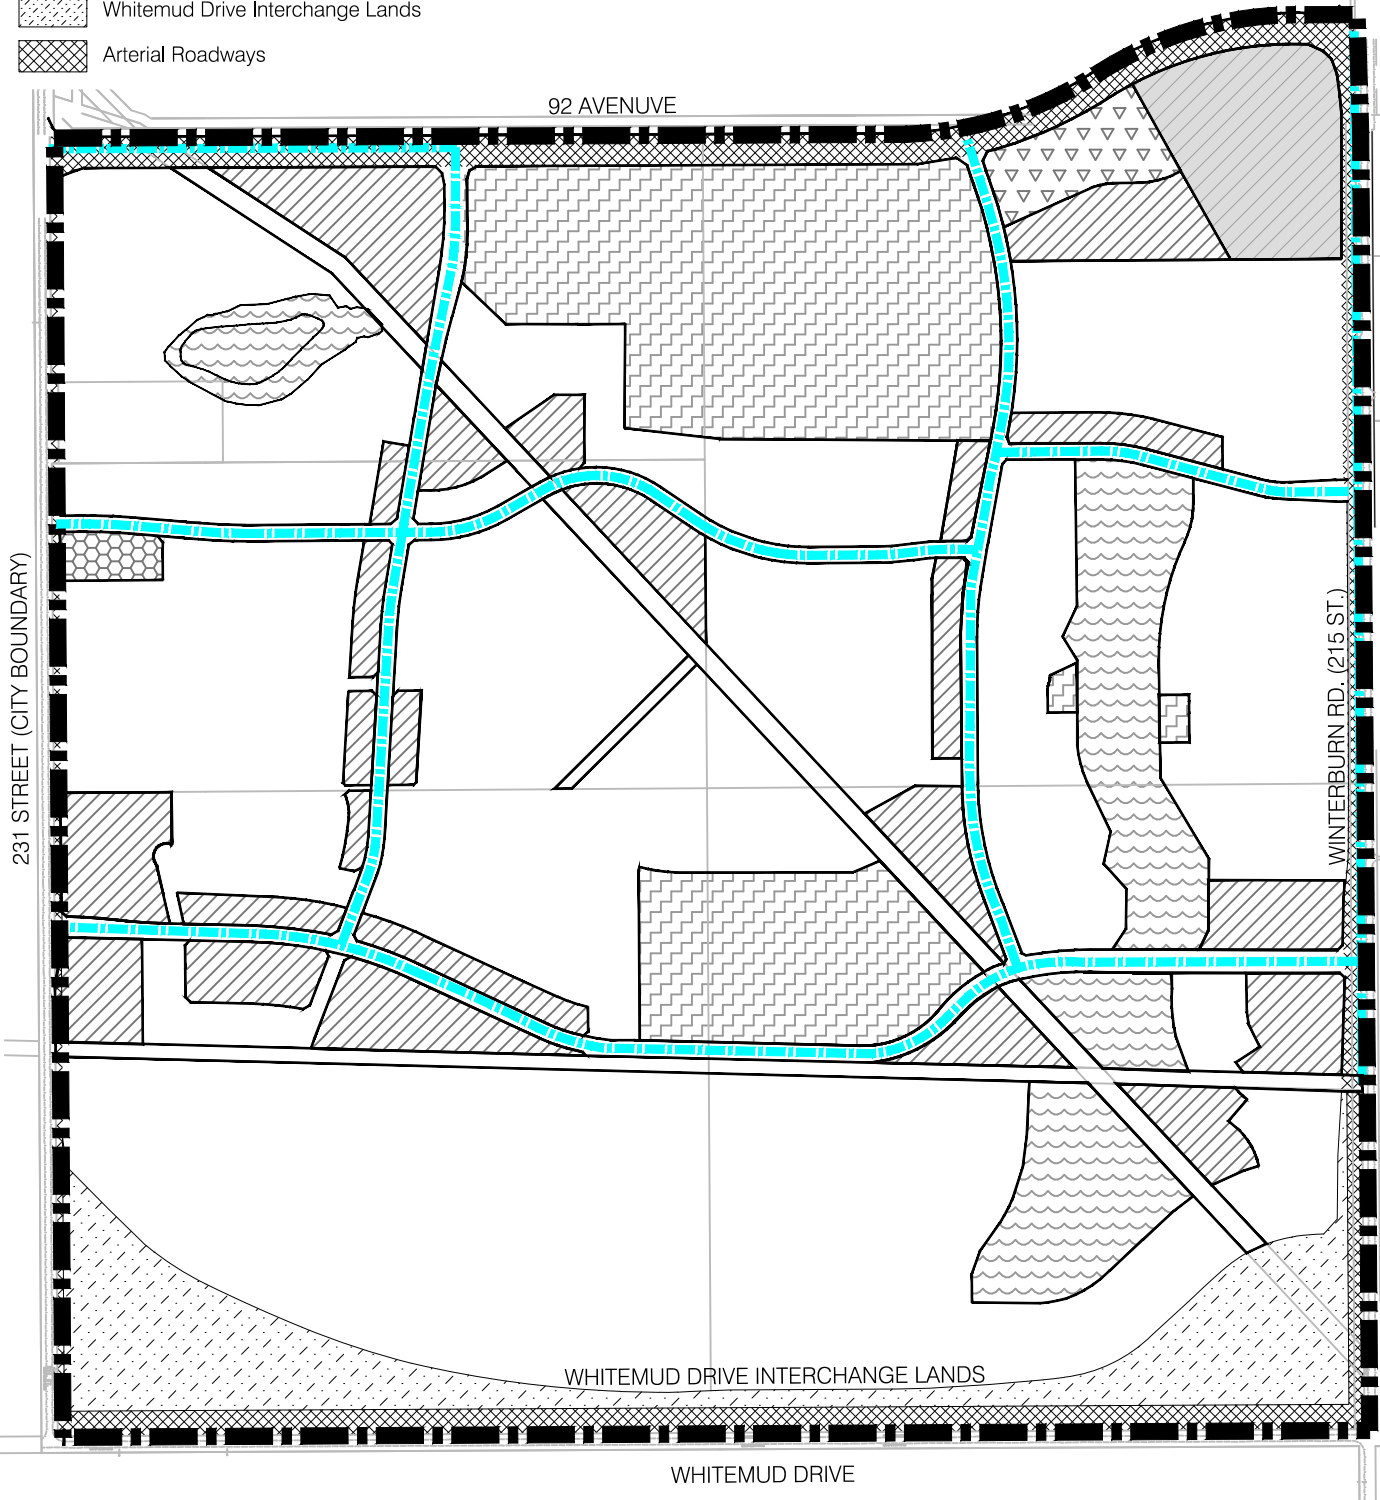 Whitemud Drive Interchange Lands
Arterial Roadways
92 AVENUVE
231 STREET (CITY BOUNDARY)
WINTERBURN RD. (215 ST.)
WHITEMUD DRIVE INTERCHANGE LANDS
WHITEMUD DRIVE